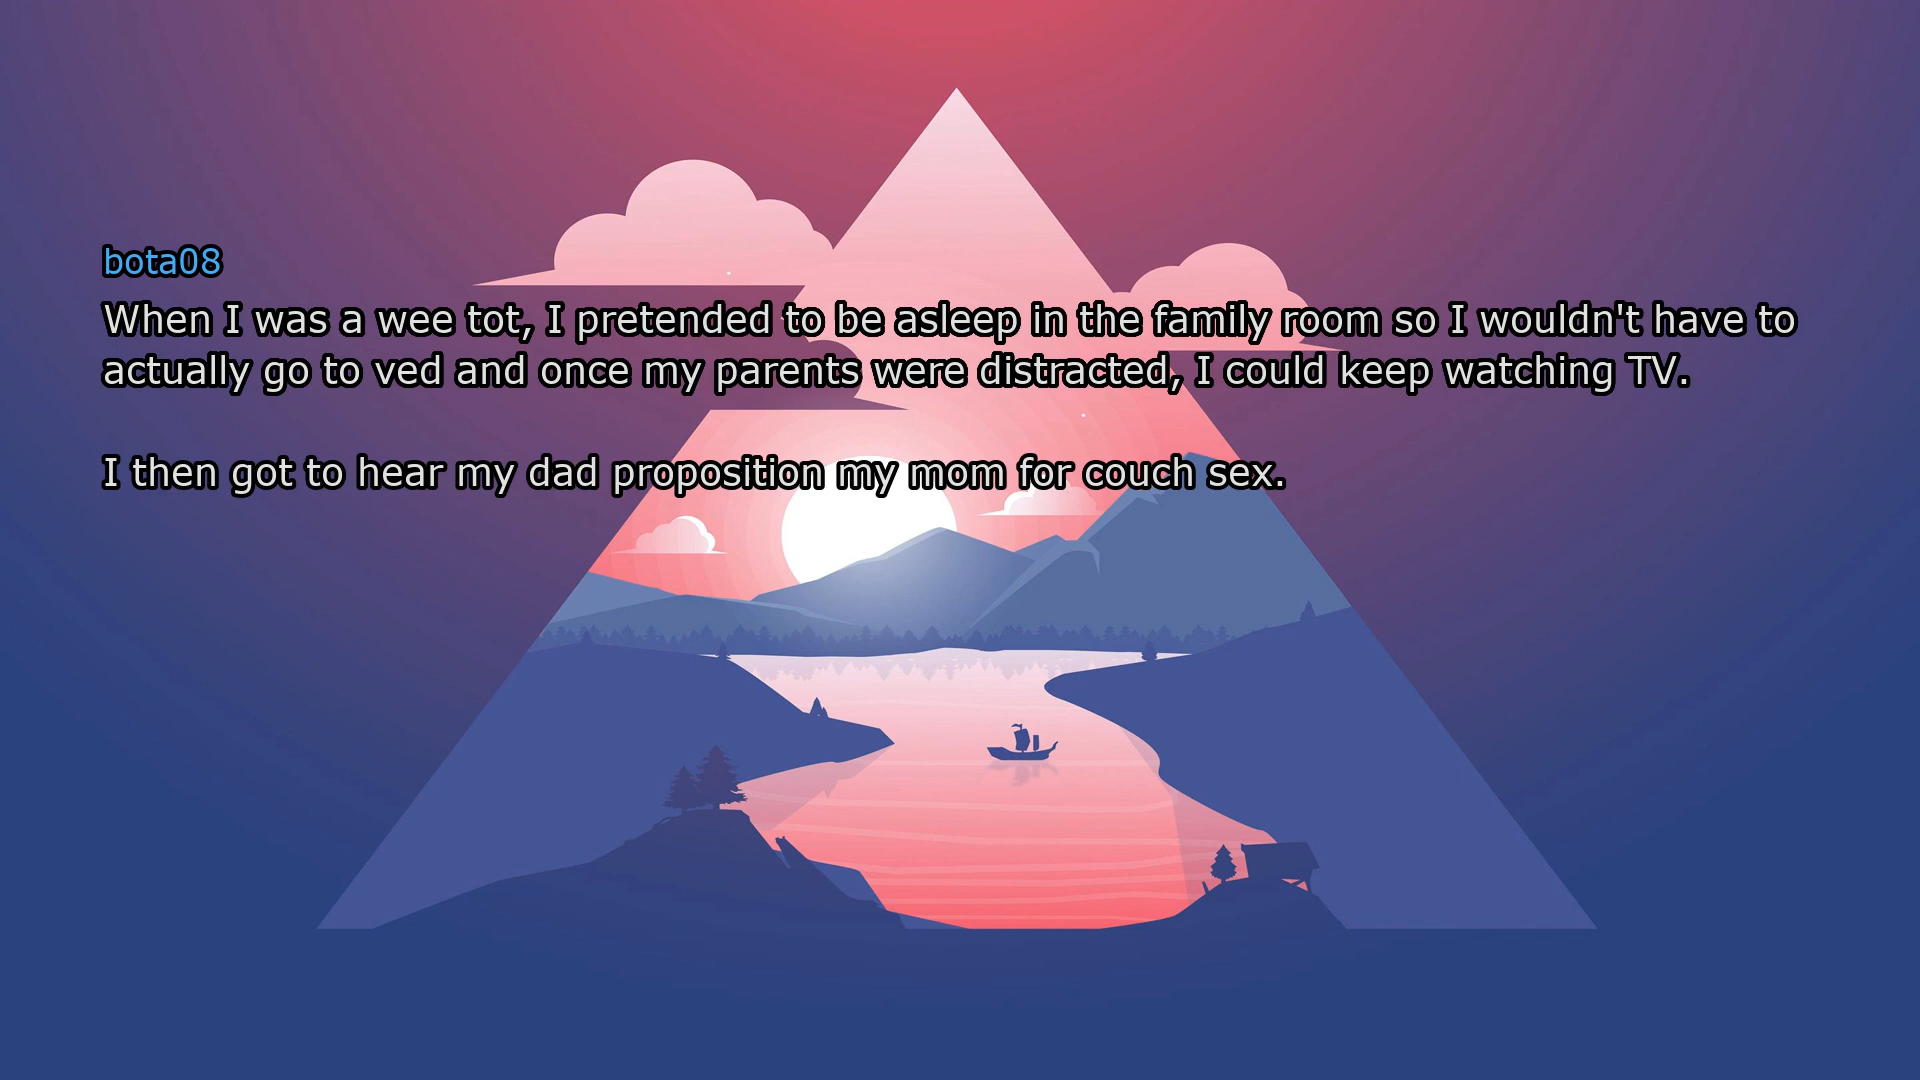 bota08
When I was a wee tot, I pretended to be asleep in the family room so I wouldn't have to
actually go to ved and once my parents were distracted, I could keep watching TV.
I then got to hear my dad proposition my mom for couch sex.